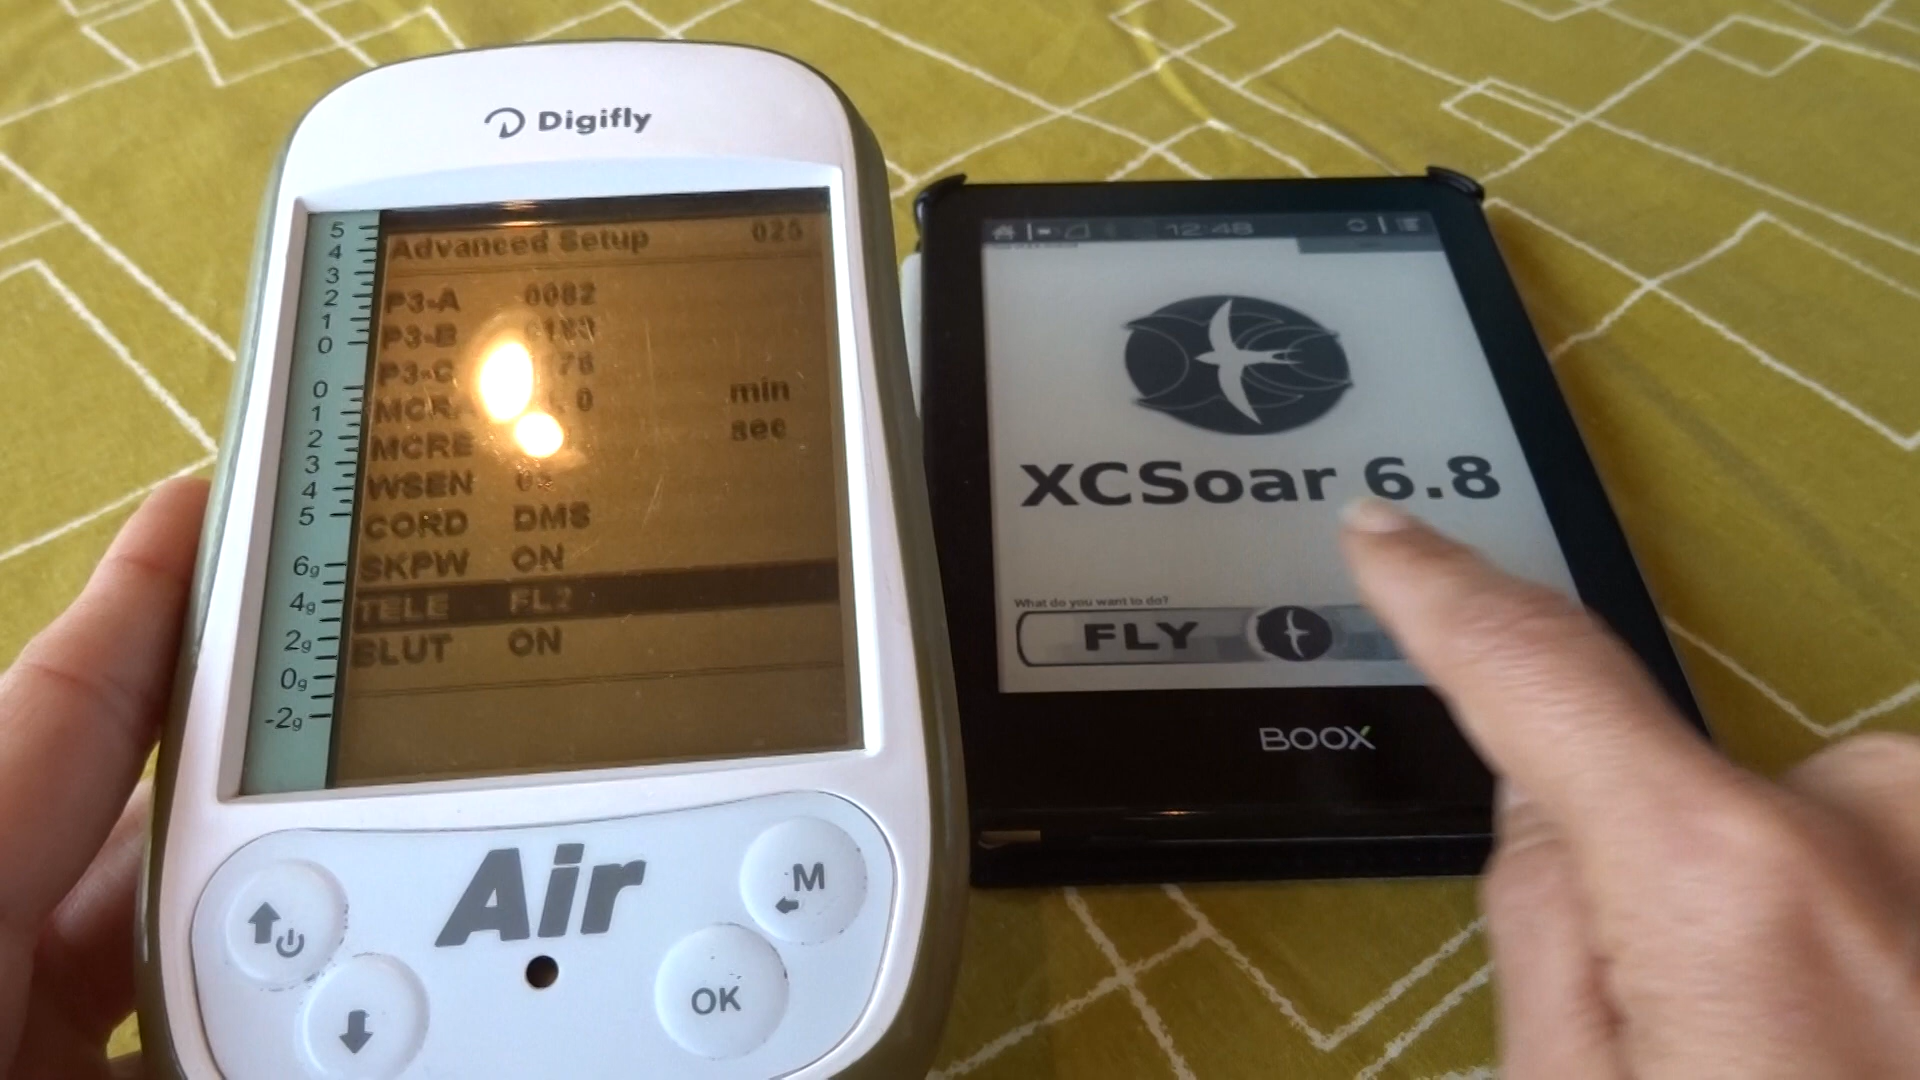 Digifly
5
4
3
2
1
0
0
1
2
3
4
5
6g
4g
2g
0g
-2g
Advanced Setup 025
P3-A 0082
P3-B
P3-C 76
min
MCRE sec
WSEN
CORD DMS
SKPW ON
TELE FL2
BLUT ON
Air
M
OK
12:48
XCSoar 6.8
What do you want to do?
FLY
BOOX